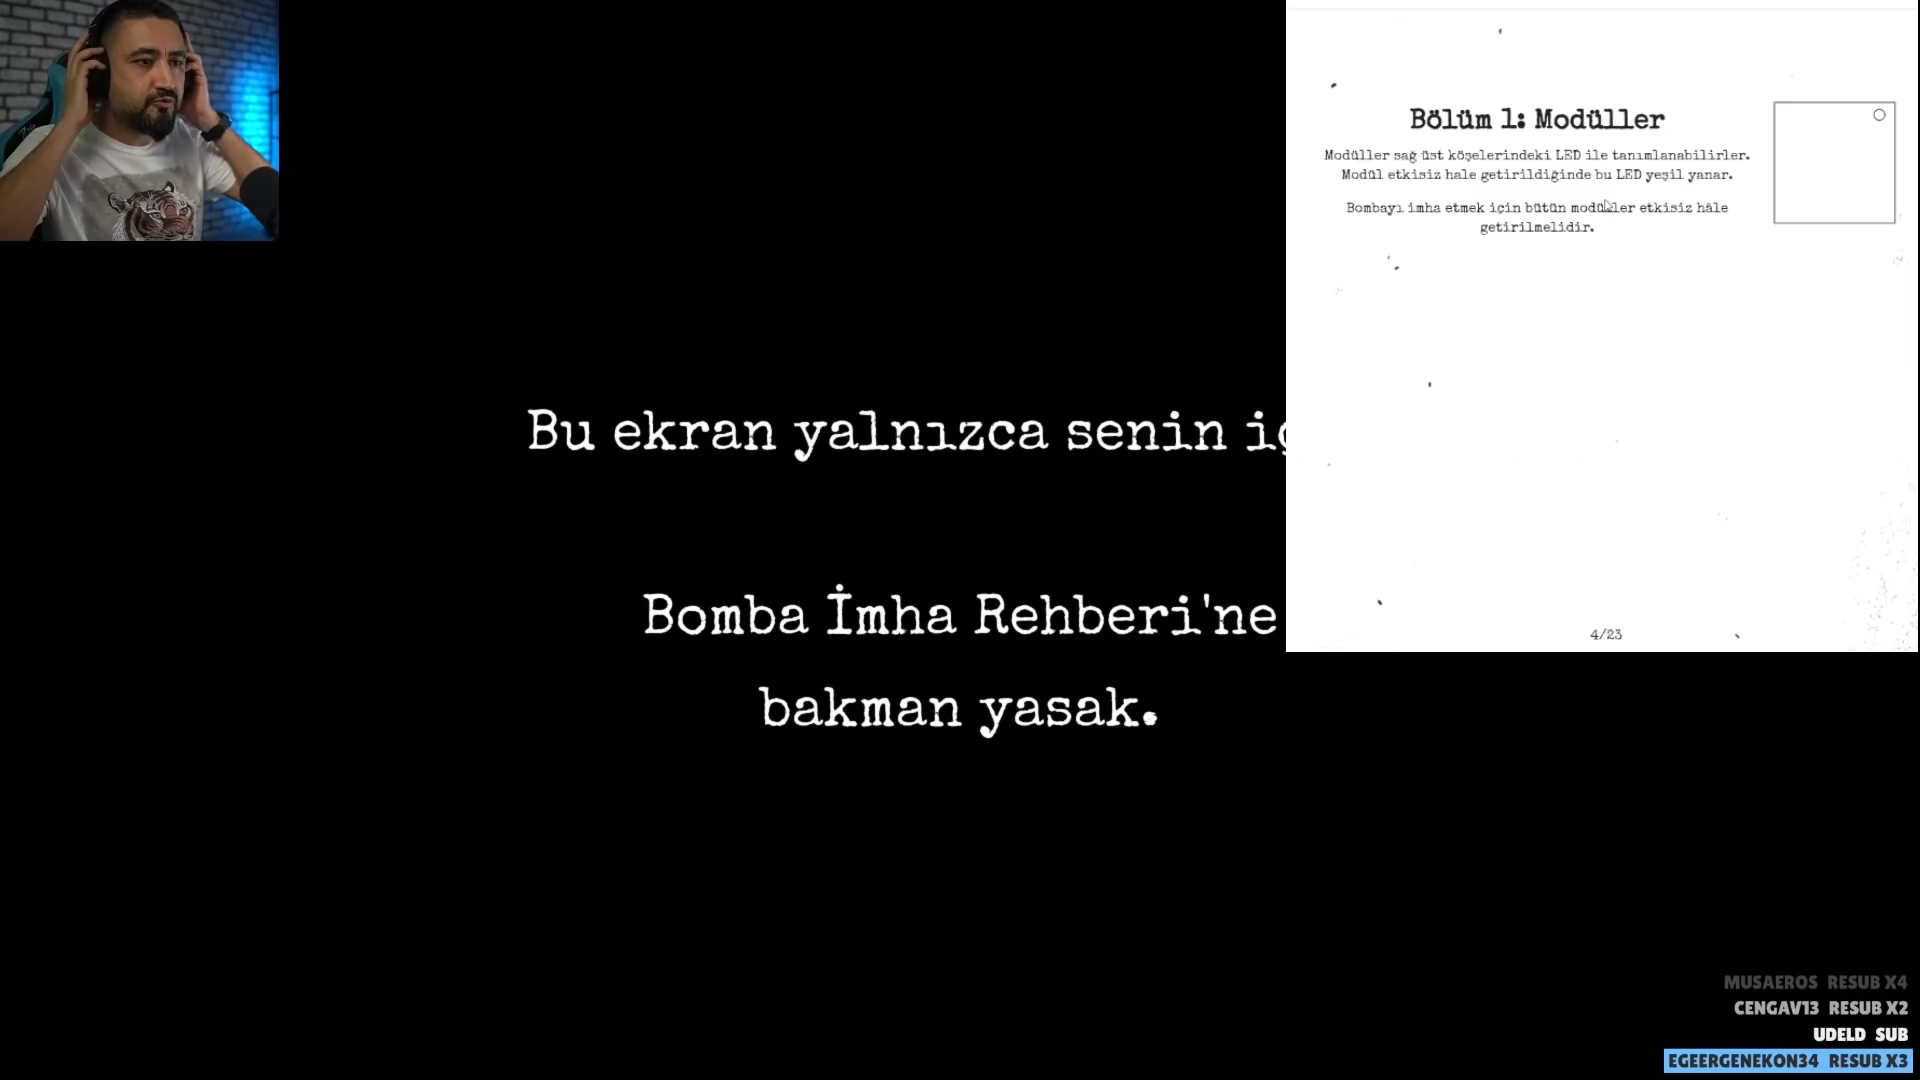 Bu ekran yalnızca senin iç
Bomba İmha Rehberi'ne
bakman yasak.
Bölüm 1: Modüller
Modüller sağ üst köşelerindeki LED ile tanımlanabilirler.
Modül etkisiz hale getirildiğinde bu LED yeşil yanar.
Bombayı imha etmek için bütün modüller etkisiz hâle
getirilmelidir.
4/23
MUSAEROS RESUB X4
CENGAV13 RESUB X2
UDELD SUB
EGEERGENEKON34 RESUB X3